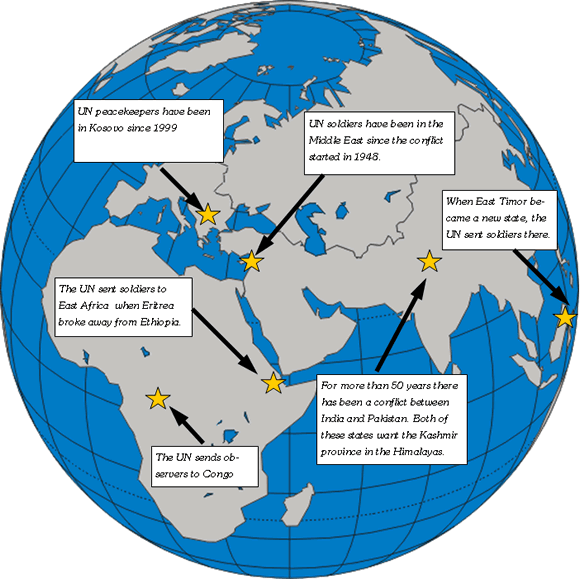 UN peacekeepers have been
in Kosovo since 1999
UN soldiers have been in the
Middle East since the conflict
started in 1948.
When East Timor be-
came a new state, the
UN sent soldiers there.
The UN sent soldiers to
East Africa when Eritrea
broke away from Ethiopia.
For more than 50 years there
has been a conflict between
India and Pakistan. Both of
these states want the Kashmir
province in the Himalayas.
The UN sends ob-
servers to Congo